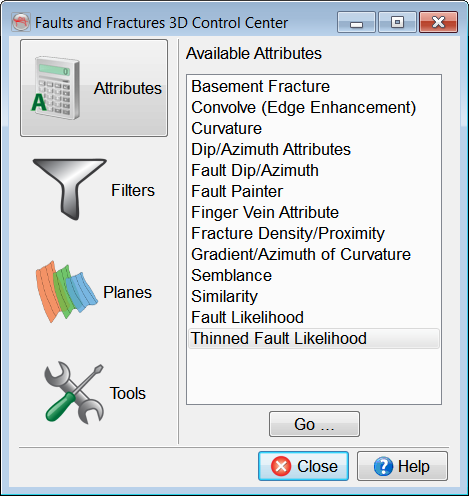 Faults and Fractures 3D Control Center
Attributes
Filters
Planes
Tools
Available Attributes
Basement Fracture
Convolve (Edge Enhancement)
Curvature
Dip/Azimuth Attributes
Fault Dip/Azimuth
Fault Painter
Finger Vein Attribute
Fracture Density/Proximity
Gradient/Azimuth of Curvature
Semblance
Similarity
Fault Likelihood
Thinned Fault Likelihood
Go ...
Close
Help